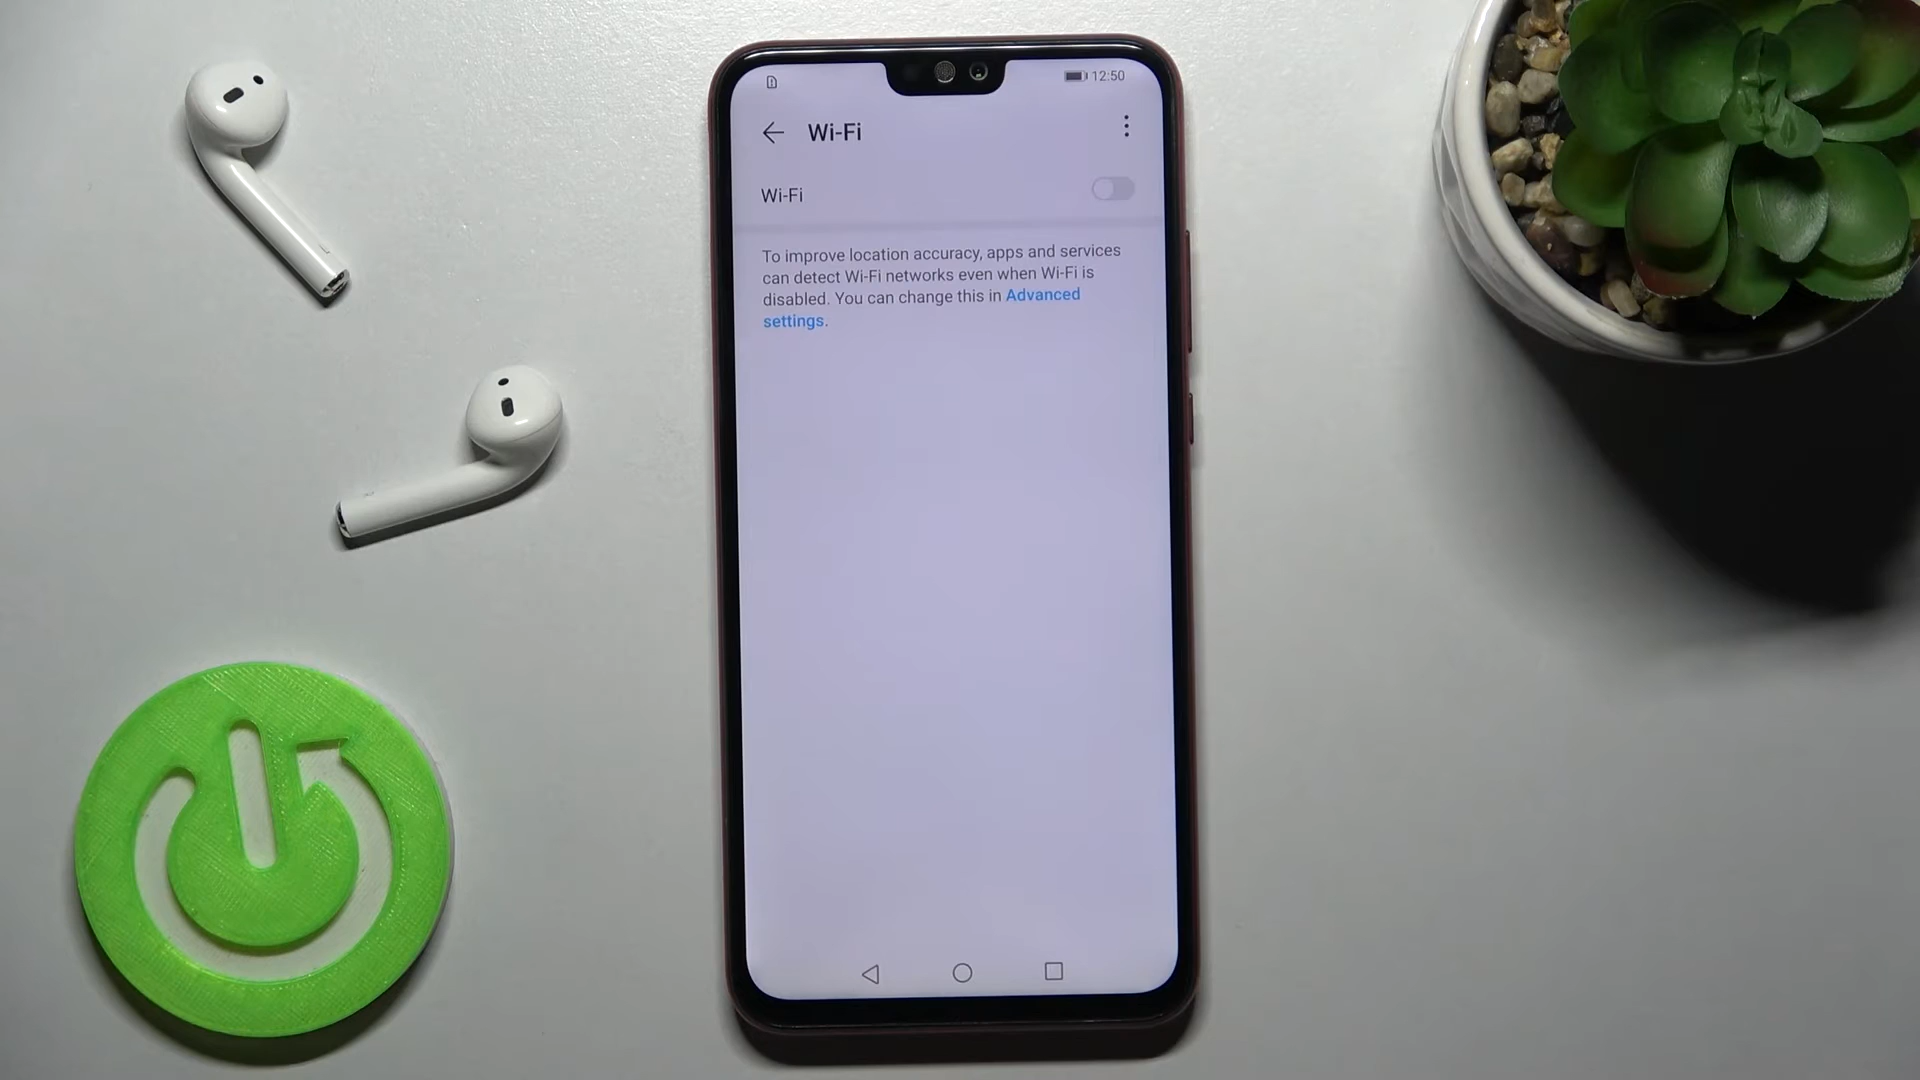 12:50
Wi-Fi
Wi-Fi
To improve location accuracy, apps and services
can detect Wi-Fi networks even when Wi-Fi is
disabled. You can change this in Advanced
settings.